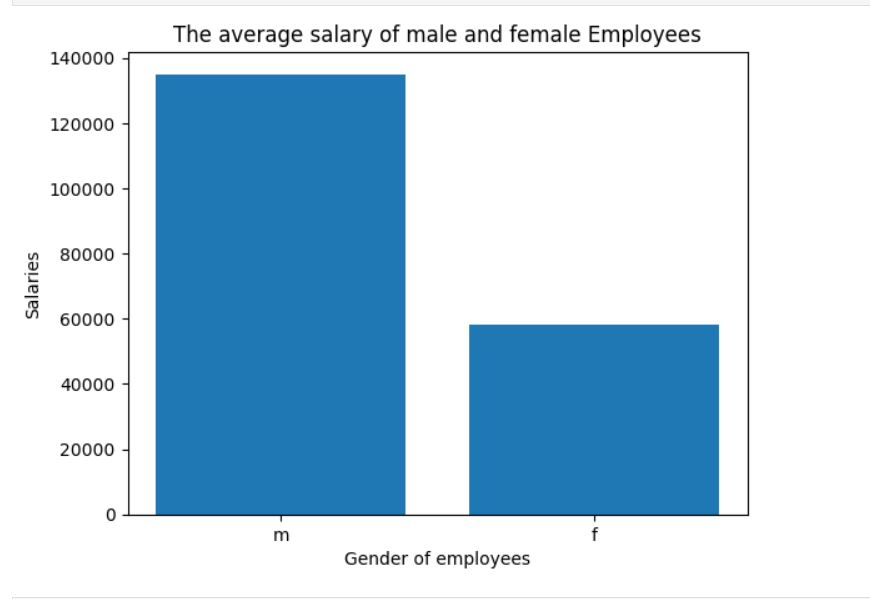 The average salary of male and female Employees
140000
120000
100000
80000
60000
40000
20000
0
Salaries
m f
Gender of employees